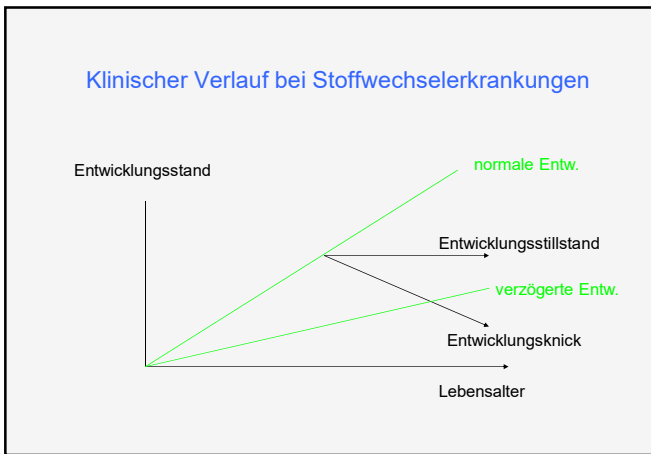 Klinischer Verlauf bei Stoffwechselerkrankungen
normale Entw.
Entwicklungsstand
Entwicklungsstillstand
verzögerte Entw.
Entwicklungsknick
Lebensalter